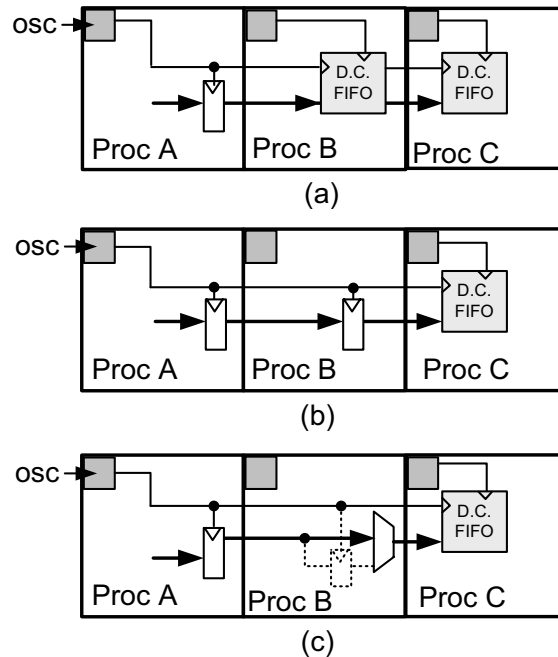 osc
D.C.
FIFO
D.C.
FIFO
Proc A
Proc B
Proc C
(a)
osc
D.C.
FIFO
Proc A
Proc B
Proc C
(b)
osc
D.C.
FIFO
Proc A
Proc B
Proc C
(c)